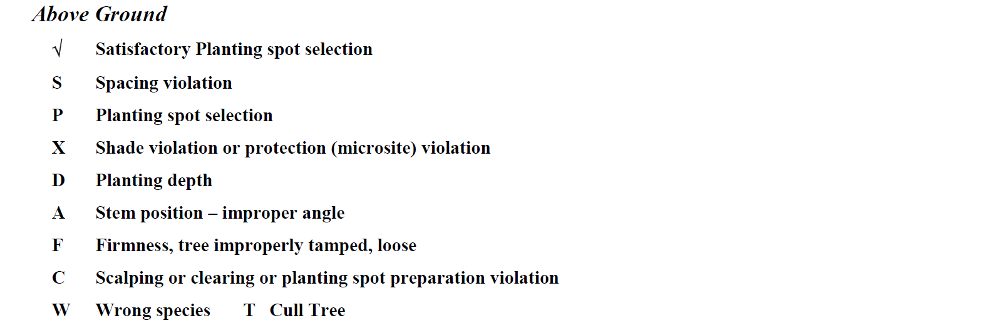 Above Ground
√ Satisfactory Planting spot selection
S Spacing violation
P Planting spot selection
X Shade violation or protection (microsite) violation
D Planting depth
A Stem position – improper angle
F Firmness, tree improperly tamped, loose
C Scalping or clearing or planting spot preparation violation
W Wrong species T Cull Tree